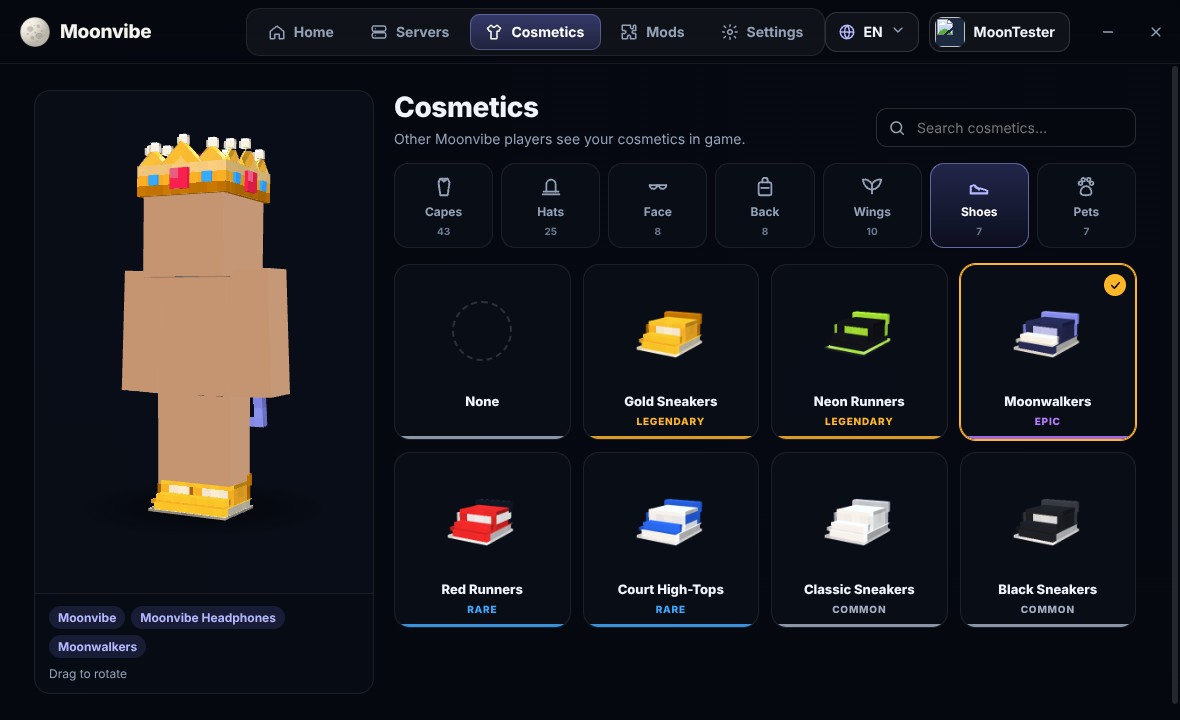 Moonvibe
Home
Servers
Cosmetics
Mods
Settings
EN
MoonTester
Cosmetics
Other Moonvibe players see your cosmetics in game.
Search cosmetics...
Capes
43
Hats
25
Face
8
Back
8
Wings
10
Shoes
7
Pets
7
None
Gold Sneakers
LEGENDARY
Neon Runners
LEGENDARY
Moonwalkers
EPIC
Red Runners
RARE
Court High-Tops
RARE
Classic Sneakers
COMMON
Black Sneakers
COMMON
Moonvibe
Moonvibe Headphones
Moonwalkers
Drag to rotate